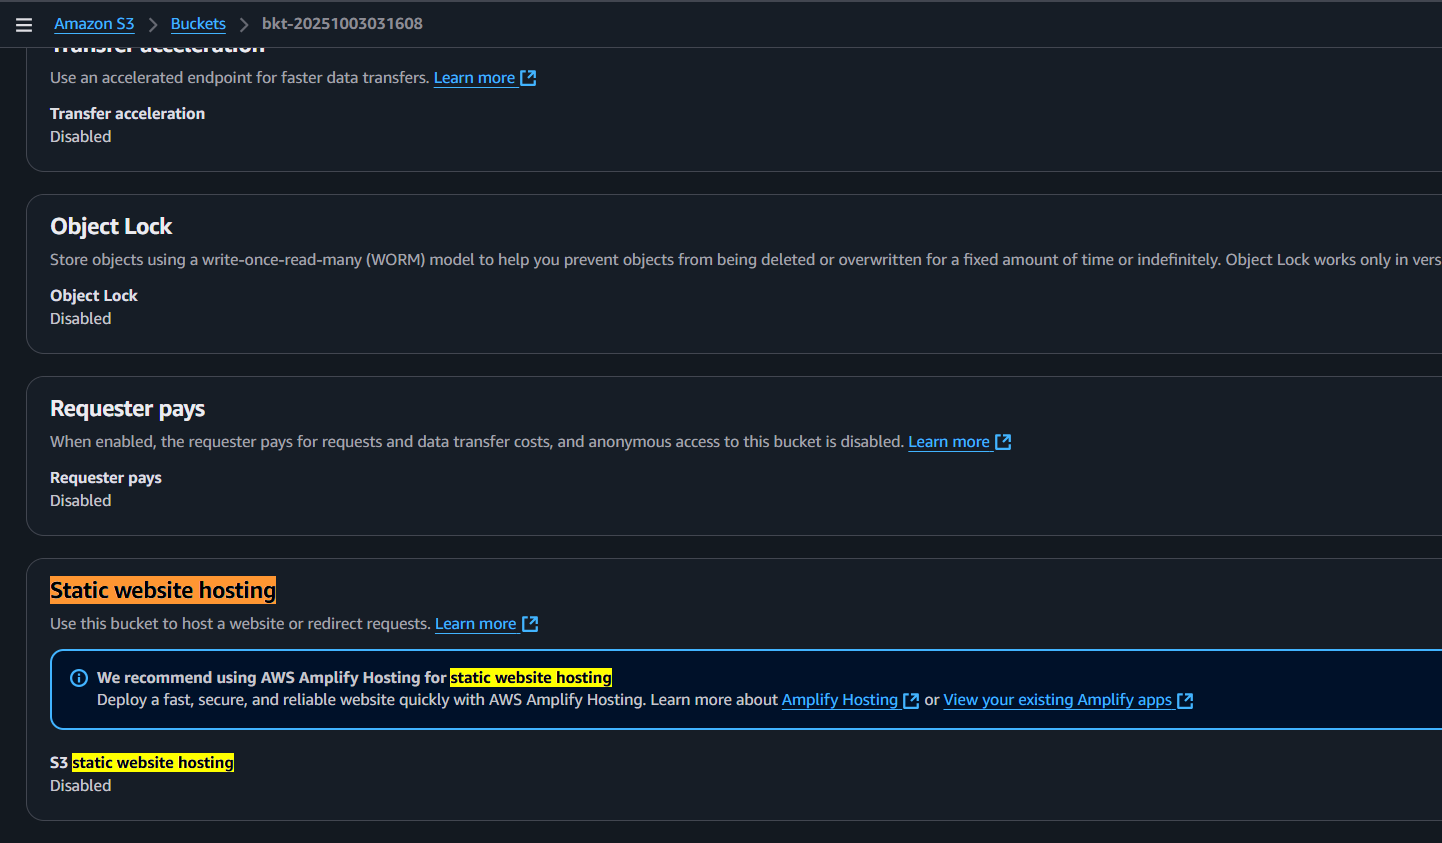 Amazon S3 > Buckets > bkt-20251003031608
Transfer acceleration
Use an accelerated endpoint for faster data transfers. Learn more
Transfer acceleration
Disabled
Object Lock
Store objects using a write-once-read-many (WORM) model to help you prevent objects from being deleted or overwritten for a fixed amount of time or indefinitely. Object Lock works only in vers
Object Lock
Disabled
Requester pays
When enabled, the requester pays for requests and data transfer costs, and anonymous access to this bucket is disabled. Learn more
Requester pays
Disabled
Static website hosting
Use this bucket to host a website or redirect requests. Learn more
We recommend using AWS Amplify Hosting for static website hosting
Deploy a fast, secure, and reliable website quickly with AWS Amplify Hosting. Learn more about Amplify Hosting or View your existing Amplify apps
S3 static website hosting
Disabled